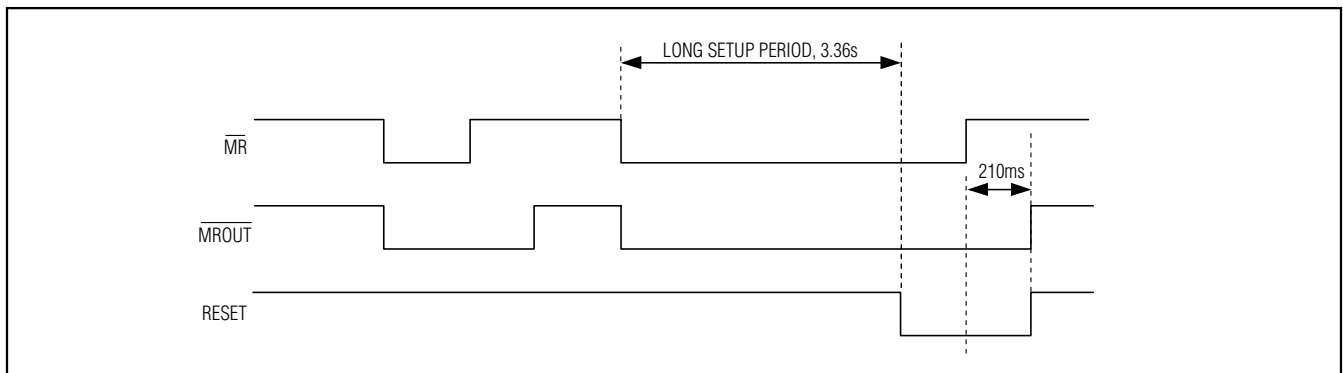 LONG SETUP PERIOD, 3.36s
MR
210ms
MROUT
RESET